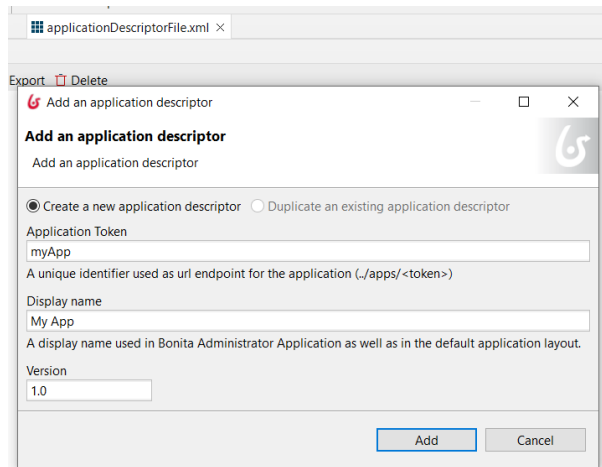 applicationDescriptorFile.xml
Export Delete
Add an application descriptor
Add an application descriptor
Add an application descriptor
Create a new application descriptor Duplicate an existing application descriptor
Application Token
myApp
A unique identifier used as url endpoint for the application (../apps/<token>)
Display name
My App
A display name used in Bonita Administrator Application as well as in the default application layout.
Version
1.0
Add Cancel